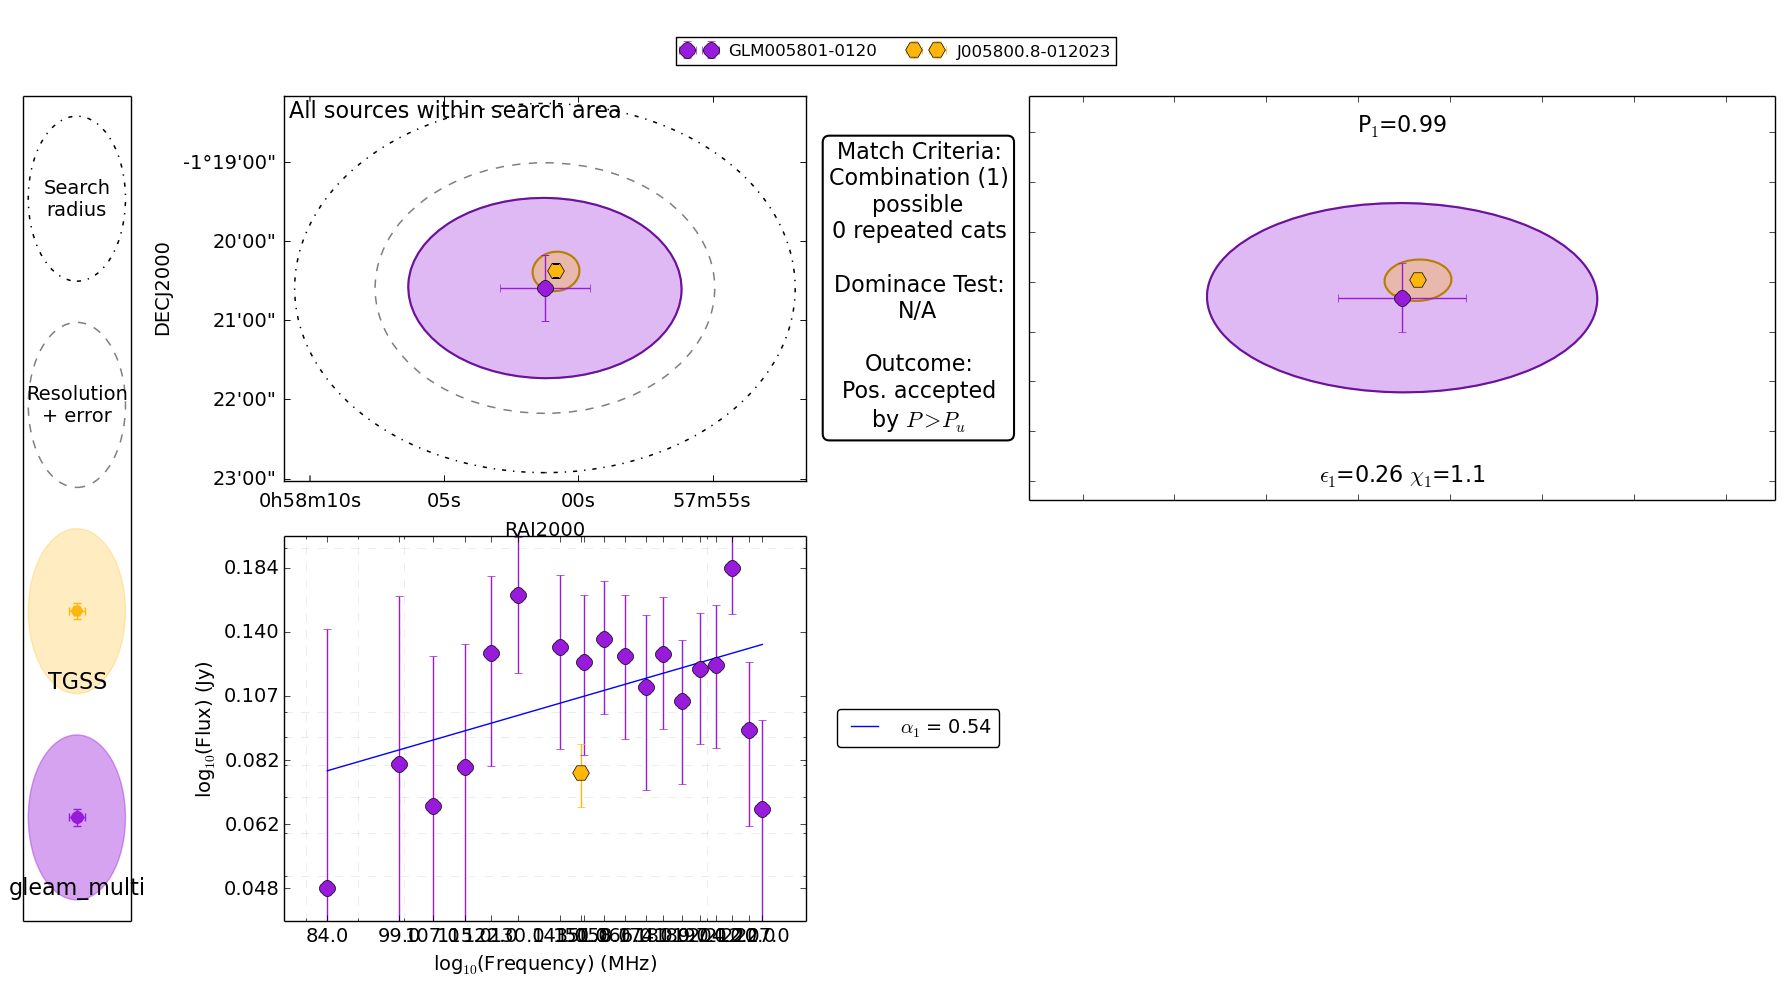 GLM005801-0120 J005800.8-012023
Search
radius
Resolution
+ error
TGSS
gleam_multi
All sources within search area
DECJ2000
-1°19'00"
20'00"
21'00"
22'00"
23'00"
0h58m10s 05s 00s 57m55s
RAJ2000
Match Criteria:
Combination (1)
possible
0 repeated cats
Dominace Test:
N/A
Outcome:
Pos. accepted
by P>Pu
P1=0.99
ϵ1=0.26 χ1=1.1
log10(Flux) (Jy)
0.184
0.140
0.107
0.082
0.062
0.048
84.0
log10(Frequency) (MHz)
α1 = 0.54